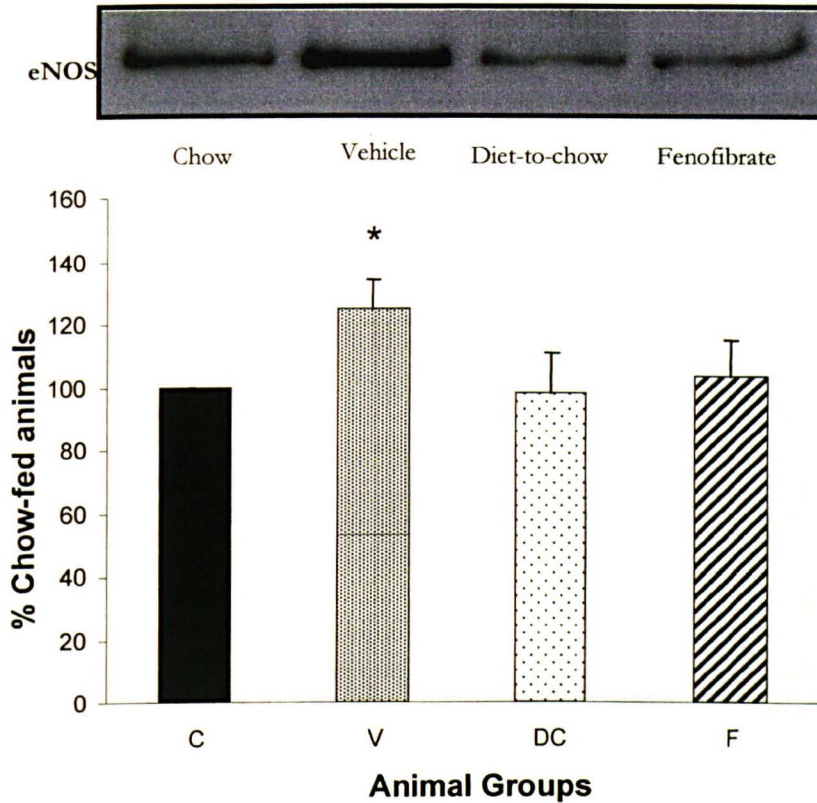 eNOS
Chow Vehicle Diet-to-chow Fenofibrate
160
140
120
100
80
60
40
20
0
% Chow-fed animals
*
C V DC F
Animal Groups